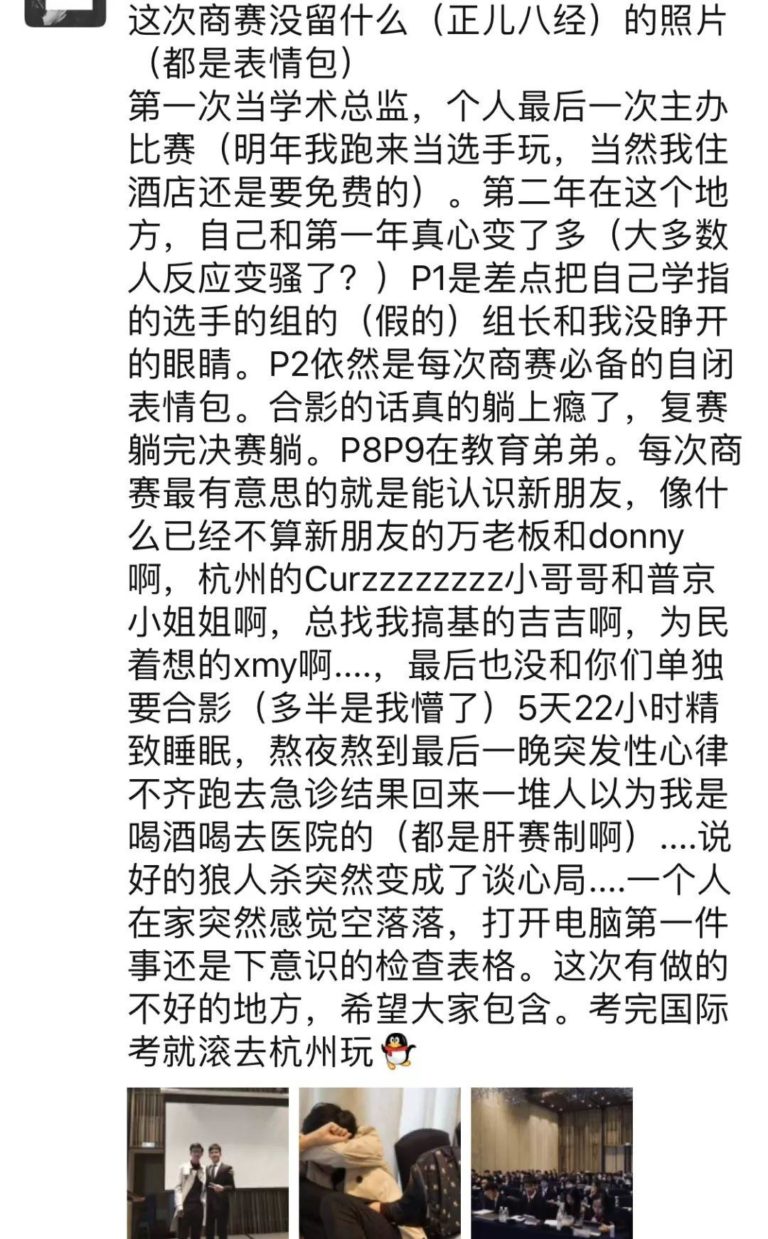 这次商赛没留什么（正儿八经）的照片
（都是表情包）
第一次当学术总监，个人最后一次主办
比赛（明年我跑来当选手玩，当然我住
酒店还是要免费的）。第二年在这个地
方，自己和第一年真心变了多（大多数
人反应变骚了？）P1是差点把自己学指
的选手的组的（假的）组长和我没睁开
的眼睛。P2依然是每次商赛必备的自闭
表情包。合影的话真的躺上瘾了，复赛
躺完决赛躺。P8P9在教育弟弟。每次商
赛最有意思的就是能认识新朋友，像什
么已经不算新朋友的万老板和donny
啊，杭州的Curzzzzzzzzz小哥哥和普京
小姐姐啊，总找我搞基的吉吉啊，为民
着想的xmy啊....，最后也没和你们单独
要合影（多半是我懵了）5天22小时精
致睡眠，熬夜熬到最后一晚突发性心律
不齐跑去急诊结果回来一堆人以为我是
喝酒喝去医院的（都是肝赛制啊）....说
好的狼人杀突然变成了谈心局....一个人
在家突然感觉空落落，打开电脑第一件
事还是下意识的检查表格。这次有做的
不好的地方，希望大家包含。考完国际
考就滚去杭州玩